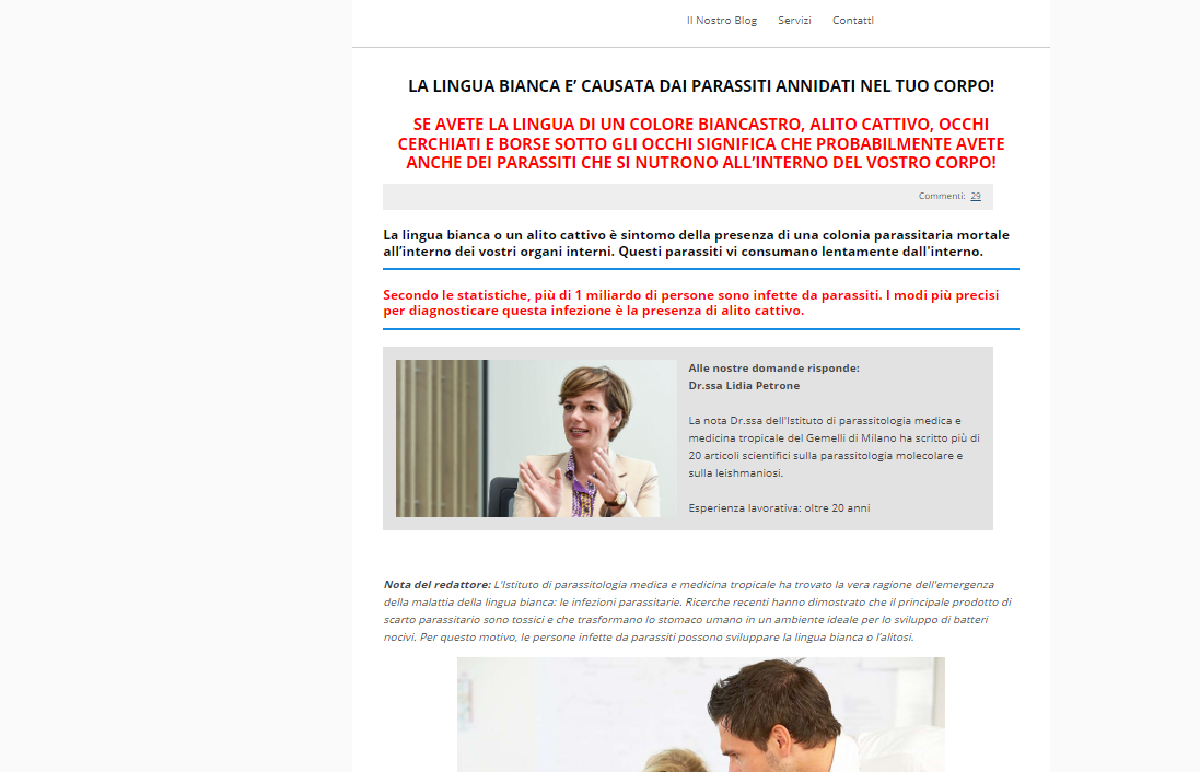 Il Nostro Blog Servizi Contatti
LA LINGUA BIANCA E’ CAUSATA DAI PARASSITI ANNIDATI NEL TUO CORPO!
SE AVETE LA LINGUA DI UN COLORE BIANCASTRO, ALITO CATTIVO, OCCHI
CERCHIATI E BORSE SOTTO GLI OCCHI SIGNIFICA CHE PROBABILMENTE AVETE
ANCHE DEI PARASSITI CHE SI NUTRONO ALL’INTERNO DEL VOSTRO CORPO!
Commenti: 29
La lingua bianca o un alito cattivo è sintomo della presenza di una colonia parassitaria mortale
all’interno dei vostri organi interni. Questi parassiti vi consumano lentamente dall'interno.
Secondo le statistiche, più di 1 miliardo di persone sono infette da parassiti. I modi più precisi
per diagnosticare questa infezione è la presenza di alito cattivo.
Alle nostre domande risponde:
Dr.ssa Lidia Petrone
La nota Dr.ssa dell'Istituto di parassitologia medica e
medicina tropicale del Gemelli di Milano ha scritto più di
20 articoli scientifici sulla parassitologia molecolare e
sulla leishmaniosi.
Esperienza lavorativa: oltre 20 anni
Nota del redattore: L'Istituto di parassitologia medica e medicina tropicale ha trovato la vera ragione dell'emergenza
della malattia della lingua bianca: le infezioni parassitarie. Ricerche recenti hanno dimostrato che il principale prodotto di
scarto parassitario sono tossici e che trasformano lo stomaco umano in un ambiente ideale per lo sviluppo di batteri
nocivi. Per questo motivo, le persone infette da parassiti possono sviluppare la lingua bianca o l’alitosi.